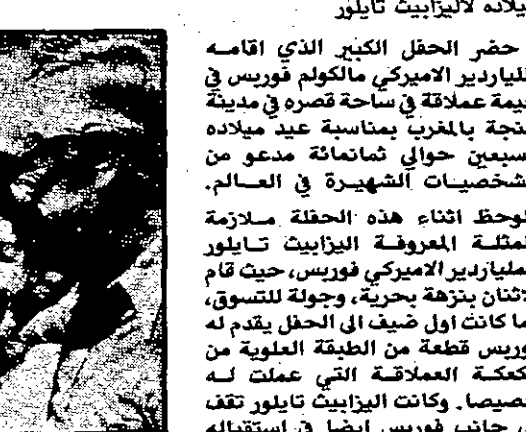 ميلاده لاليزابيث تايلور
حضر الحفل الكبير الذي اقامه
الملياردير الاميركي مالكولم فوربس في
خيمة عملاقة في ساحة قصره في مدينة
طنجة بالمغرب بمناسبة عيد ميلاده
السبعين حوالي ثمانمائة مدعو من
الشخصيات الشهيرة في العالم.
لوحظ اثناء هذه الحفلة ملازمة
الممثلة المعروفة اليزابيث تايلور
للملياردير الاميركي فوربس، حيث قام
الاثنان بنزهة بحرية، وجولة للتسوق،
كما كانت اول ضيف الى الحفل يقدم له
فوربس قطعة من الطبقة العلوية من
الكعكة العملاقة التي عملت له
خصيصا. وكانت اليزابيث تايلور تقف
جانب فوربس ايضا في استقباله